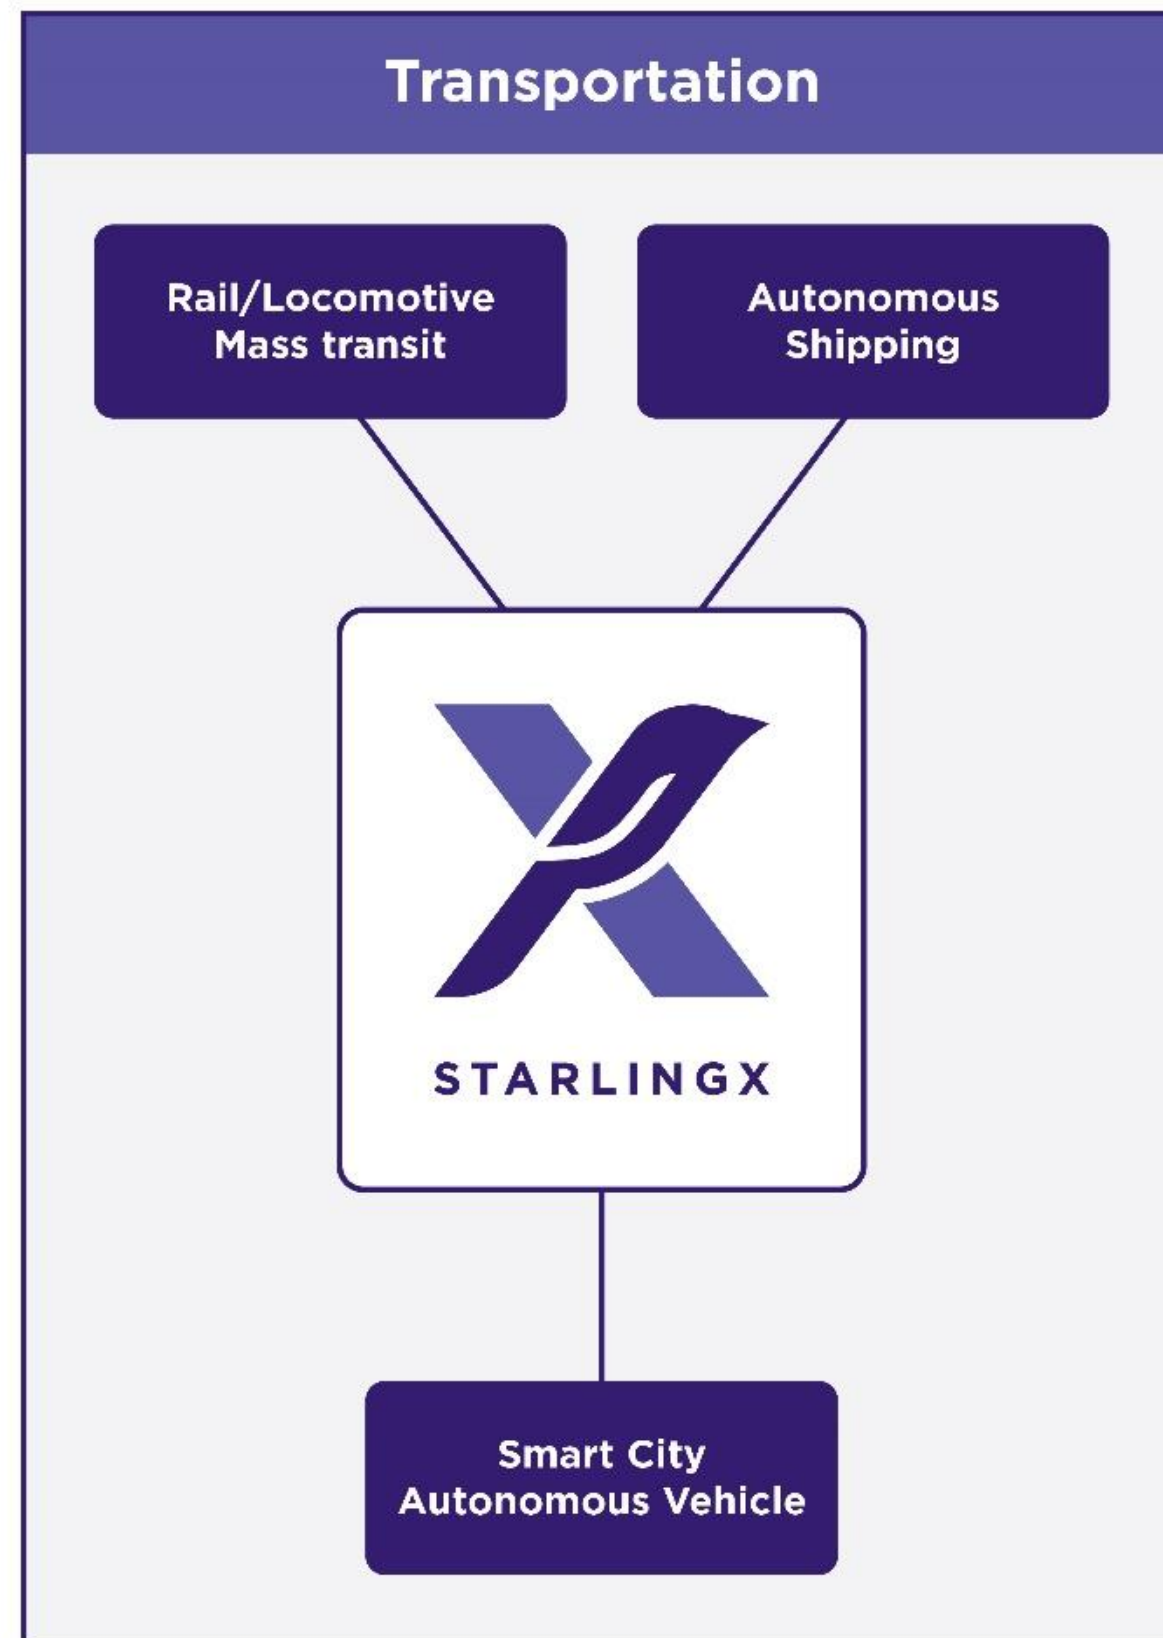 Transportation
Rail/Locomotive
Mass transit
Autonomous
Shipping
STARLINGX
Smart City
Autonomous Vehicle